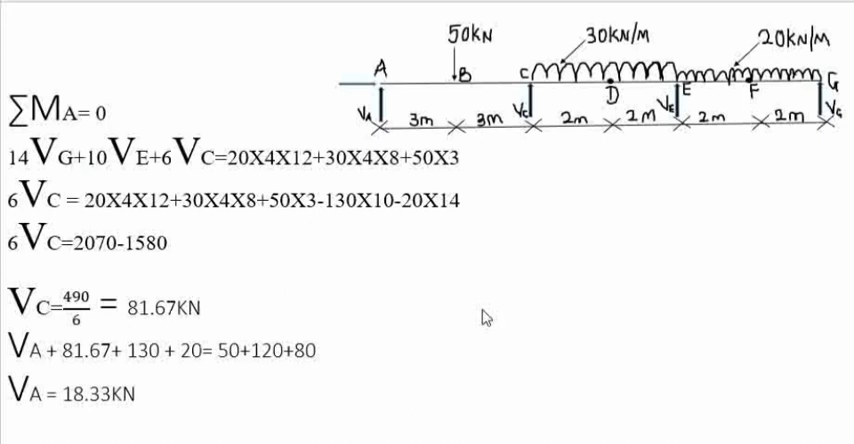 50KN 30KN/M 20KN/M
A B C D E F G
VA 3m 3m VC 2m 2M VE 2m 2m VG
∑MA= 0
14VG+10VE+6VC=20X4X12+30X4X8+50X3
6VC = 20X4X12+30X4X8+50X3-130X10-20X14
6VC=2070-1580
VC=490/6 = 81.67KN
VA + 81.67+ 130 + 20= 50+120+80
VA = 18.33KN